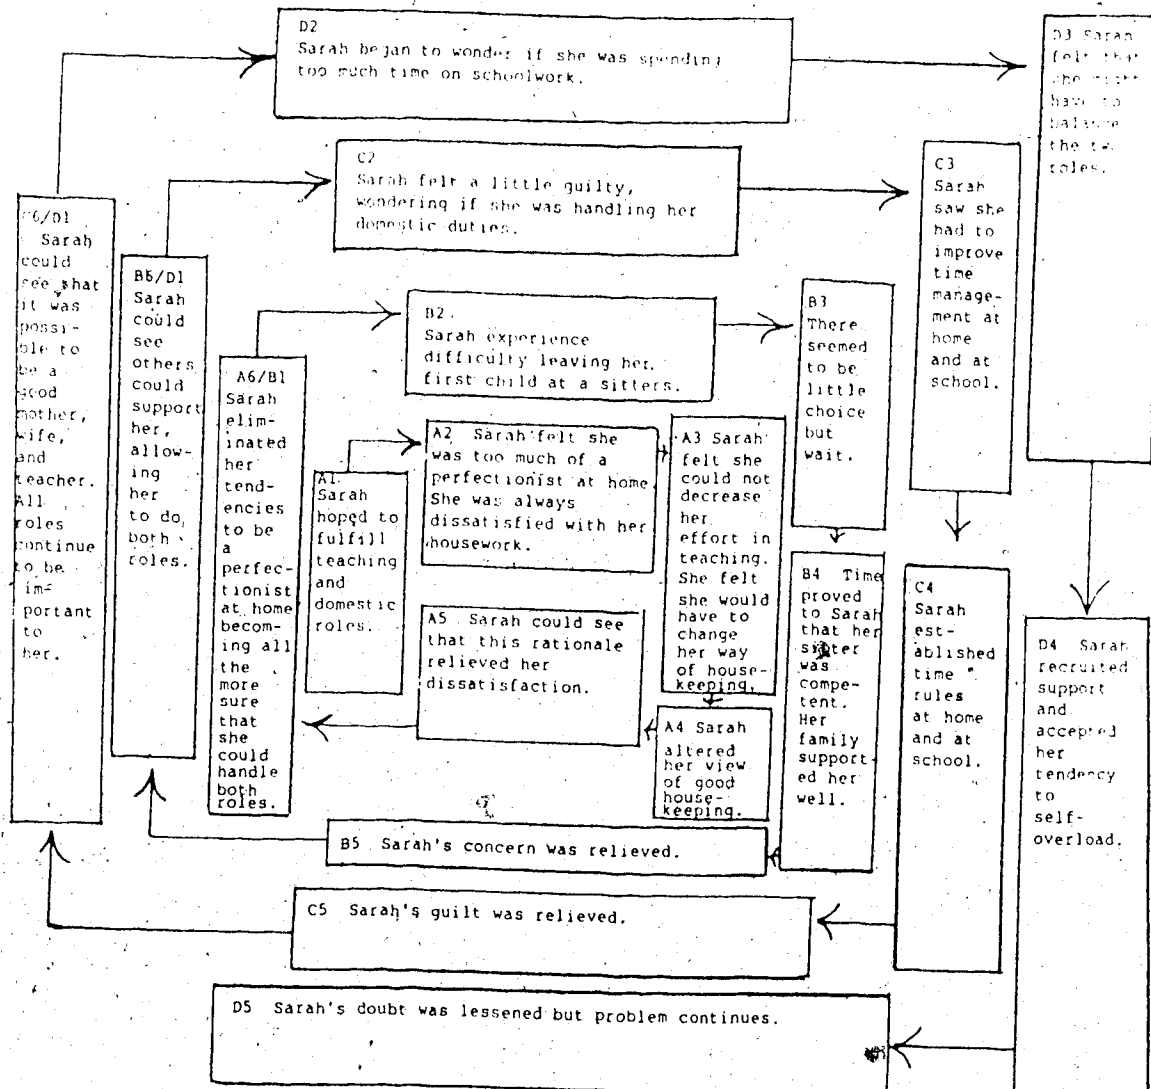 D2
Sarah began to wonder if she was spending
too much time on schoolwork.
D3 Sarah
felt that
she might
have to
balance
the two
roles.
C2
Sarah felt a little guilty,
wondering if she was handling her
domestic duties.
C3
Sarah
saw she
had to
improve
time
manage-
ment at
home
and at
school.
C6/D1
Sarah
could
see that
it was
possi-
ble to
be a
good
mother,
wife,
and
teacher.
All
roles
continue
to be
im-
portant
to
her.
B6/D1
Sarah
could
see
others
could
support
her,
allow-
ing
her
to do
both
roles.
B2
Sarah experience
difficulty leaving her
first child at a sitters.
B3
There
seemed
to be
little
choice
but
wait.
A6/B1
Sarah
elim-
inated
her
tend-
encies
to be
a
perfec-
tionist
at home
becom-
ing all
the
more
sure
that
she
could
handle
both
roles.
A1
Sarah
hoped to
fulfill
teaching
and
domestic
roles.
A2 Sarah felt she
was too much of a
perfectionist at home.
She was always
dissatisfied with her
housework.
A3 Sarah
felt she
could not
decrease
her
effort in
teaching.
She felt
she would
have to
change
her way
of house-
keeping.
A5 Sarah could see
that this rationale
relieved her
dissatisfaction.
A4 Sarah
altered
her view
of good
house-
keeping.
B4 Time
proved
to Sarah
that her
sitter
was
compe-
tent.
Her
family
support-
ed her
well.
C4
Sarah
est-
ablished
time
rules
at home
and at
school.
D4 Sarah
recruited
support
and
accepted
her
tendency
to
self-
overload.
B5 Sarah's concern was relieved.
C5 Sarah's guilt was relieved.
D5 Sarah's doubt was lessened but problem continues.